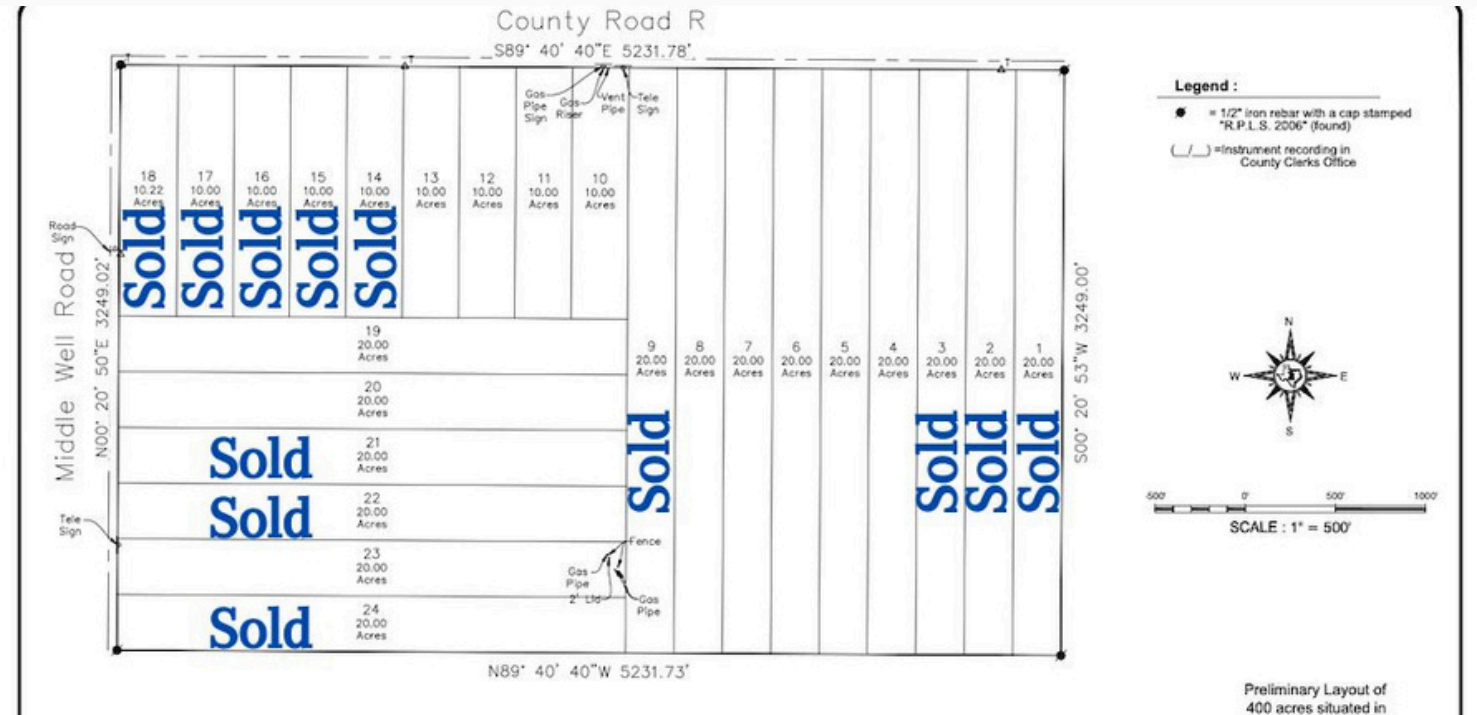 County Road R
S89° 40' 40"E 5231.78'
T
T
T
Gas
Pipe
Sign
Gas
Riser
Vent
Pipe
Tele
Sign
18
10.22
Acres
Sold
17
10.00
Acres
Sold
16
10.00
Acres
Sold
15
10.00
Acres
Sold
14
10.00
Acres
Sold
13
10.00
Acres
12
10.00
Acres
11
10.00
Acres
10
10.00
Acres
Road
Sign
Middle Well Road
N00° 20' 50"E 3249.02'
Tele
Sign
19
20.00
Acres
20
20.00
Acres
21
20.00
Acres
Sold
22
20.00
Acres
Sold
23
20.00
Acres
24
20.00
Acres
Sold
Fence
Gas
Pipe
2' Lid
Gas
Pipe
9
20.00
Acres
Sold
8
20.00
Acres
7
20.00
Acres
6
20.00
Acres
5
20.00
Acres
4
20.00
Acres
3
20.00
Acres
Sold
2
20.00
Acres
Sold
1
20.00
Acres
Sold
S00° 20' 53"W 3249.00'
N89° 40' 40"W 5231.73'
Legend :
= 1/2" iron rebar with a cap stamped
"R.P.L.S. 2006" (found)
(__/__) =Instrument recording in
County Clerks Office
N
W
E
S
-500'
0'
500'
1000'
SCALE : 1" = 500'
Preliminary Layout of
400 acres situated in